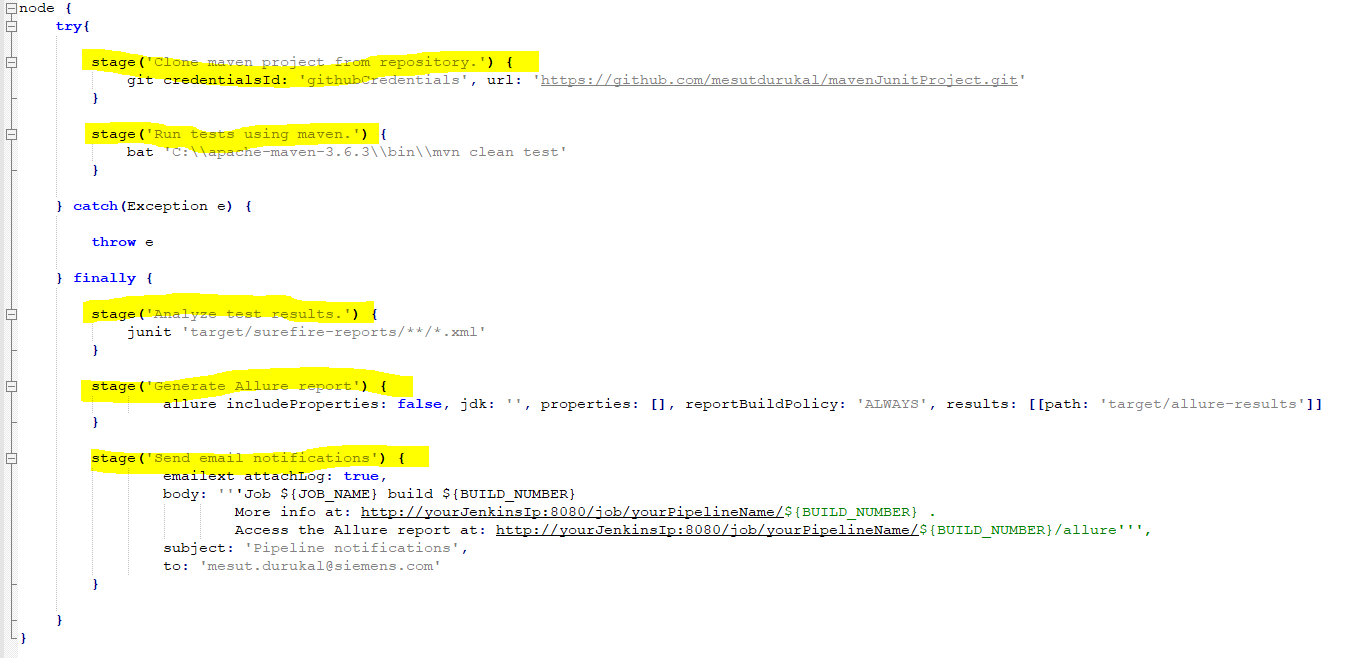 node {
try{
stage('Clone maven project from repository.') {
git credentialsId: 'githubCredentials', url: 'https://github.com/mesutdurukal/mavenJunitProject.git'
}
stage('Run tests using maven.') {
bat 'C:\\apache-maven-3.6.3\\bin\\mvn clean test'
}
} catch(Exception e) {
throw e
} finally {
stage('Analyze test results.') {
junit 'target/surefire-reports/**/*.xml'
}
stage('Generate Allure report') {
allure includeProperties: false, jdk: '', properties: [], reportBuildPolicy: 'ALWAYS', results: [[path: 'target/allure-results']]
}
stage('Send email notifications') {
emailext attachLog: true,
body: '''Job ${JOB_NAME} build ${BUILD_NUMBER}
More info at: http://yourJenkinsIp:8080/job/yourPipelineName/${BUILD_NUMBER} .
Access the Allure report at: http://yourJenkinsIp:8080/job/yourPipelineName/${BUILD_NUMBER}/allure''',
subject: 'Pipeline notifications',
to: 'mesut.durukal@siemens.com'
}
}
}